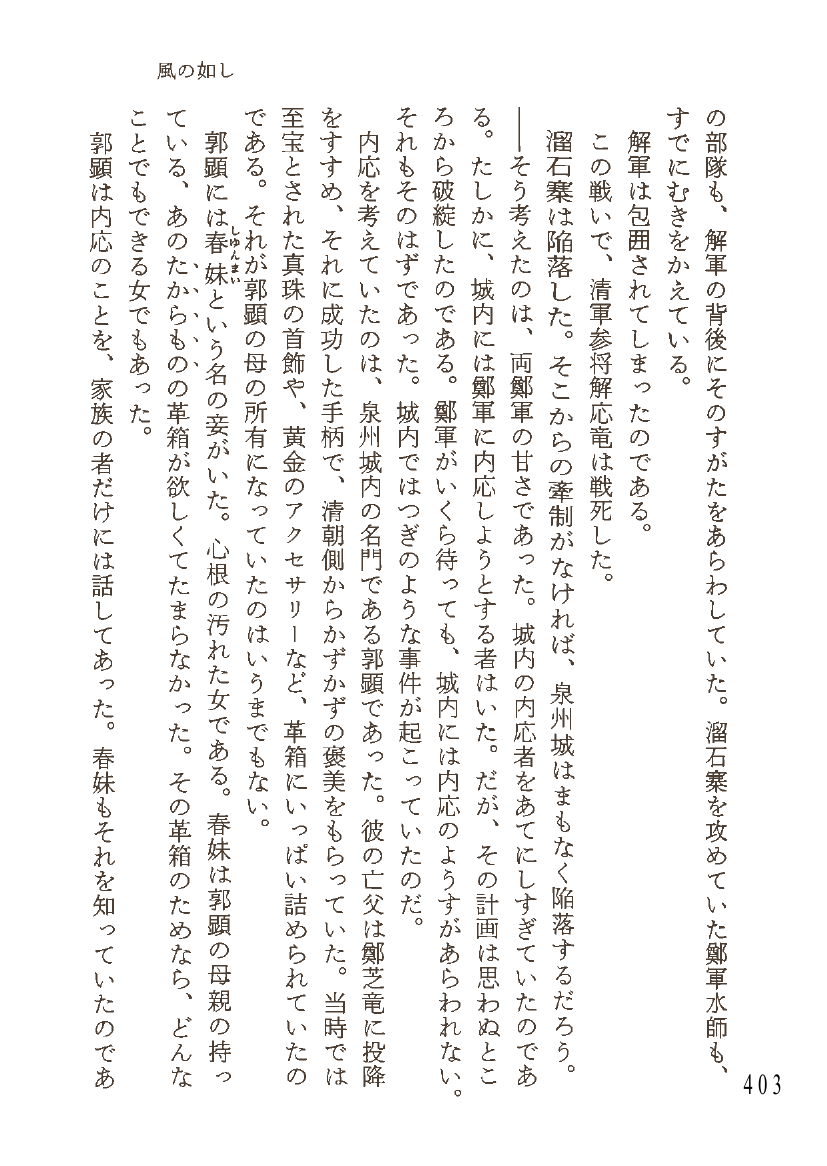 風の如し
の部隊も、解軍の背後にそのすがたをあらわしていた。溜石寨を攻めていた鄭軍水師も、
すでにむきをかえている。
解軍は包囲されてしまったのである。
この戦いで、清軍参将解応竜は戦死した。
溜石寨は陥落した。そこからの牽制がなければ、泉州城はまもなく陥落するだろう。
──そう考えたのは、両鄭軍の甘さであった。城内の内応者をあてにしすぎていたのであ
る。たしかに、城内には鄭軍に内応しようとする者はいた。だが、その計画は思わぬとこ
ろから破綻したのである。鄭軍がいくら待っても、城内には内応のようすがあらわれない。
それもそのはずであった。城内ではつぎのような事件が起こっていたのだ。
内応を考えていたのは、泉州城内の名門である郭顕であった。彼の亡父は鄭芝竜に投降
をすすめ、それに成功した手柄で、清朝側からかずかずの褒美をもらっていた。当時では
至宝とされた真珠の首飾や、黄金のアクセサリーなど、革箱にいっぱい詰められていたの
である。それが郭顕の母の所有になっていたのはいうまでもない。
郭顕には春妹という名の妾がいた。心根の汚れた女である。春妹は郭顕の母親の持っ
しゆんまい
ている、あのたからものの革箱が欲しくてたまらなかった。その革箱のためなら、どんな
ことでもできる女でもあった。
郭顕は内応のことを、家族の者だけには話してあった。春妹もそれを知っていたのであ
403